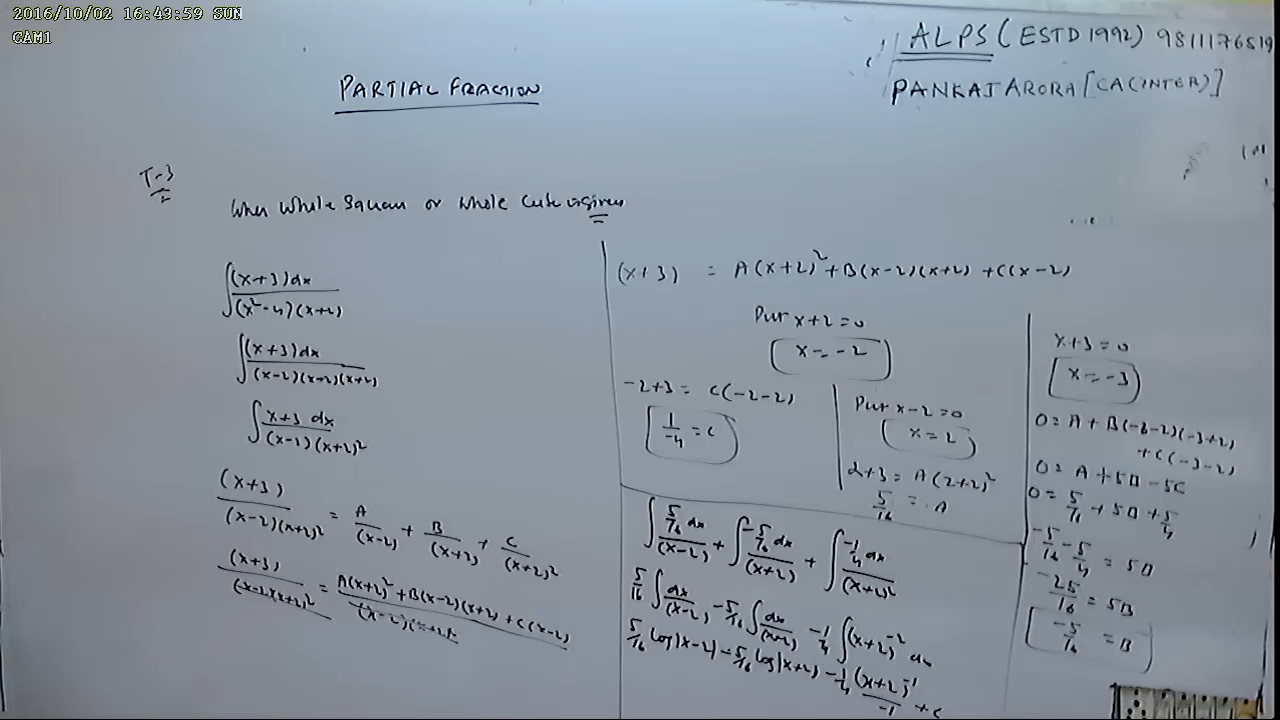 2016/10/02 16:43:59 SUN
CAM1
ALPS (ESTD 1992) 9811176519
PANKAJ ARORA [CA(INTER)]
PARTIAL FRACTION
T-3
When Whole Square or Whole Cube is given
∫ (x+3)dx / (x²-4)(x+2)
∫ (x+3)dx / (x-2)(x+2)(x+2)
∫ x+3 dx / (x-2)(x+2)²
(x+3) / (x-2)(x+2)² = A/(x-2) + B/(x+2) + C/(x+2)²
(x+3) / (x-2)(x+2)² = A(x+2)²+B(x-2)(x+2)+C(x-2) / (x-2)(x+2)²
(x+3) = A(x+2)²+B(x-2)(x+2)+C(x-2)
Put x+2=0
x=-2
-2+3 = C(-2-2)
1/-4 = C
Put x-2=0
x=2
2+3 = A(2+2)²
5/16 = A
x+3=0
x=-3
0= A+B(-3-2)(-3+2)
+C(-3-2)
0= A+5B-5C
0= 5/16 +5B+ 5/4
-5/16 - 5/4 = 5B
-25/16 = 5B
-5/16 = B
∫ 5/16 dx / (x-2) + ∫ -5/16 dx / (x+2) + ∫ -1/4 dx / (x+2)²
5/16 ∫ dx/(x-2) - 5/16 ∫ dx/(x+2) - 1/4 ∫ (x+2)⁻² dx
5/16 log|x-2| - 5/16 log|x+2| - 1/4 (x+2)⁻¹ / -1 + c